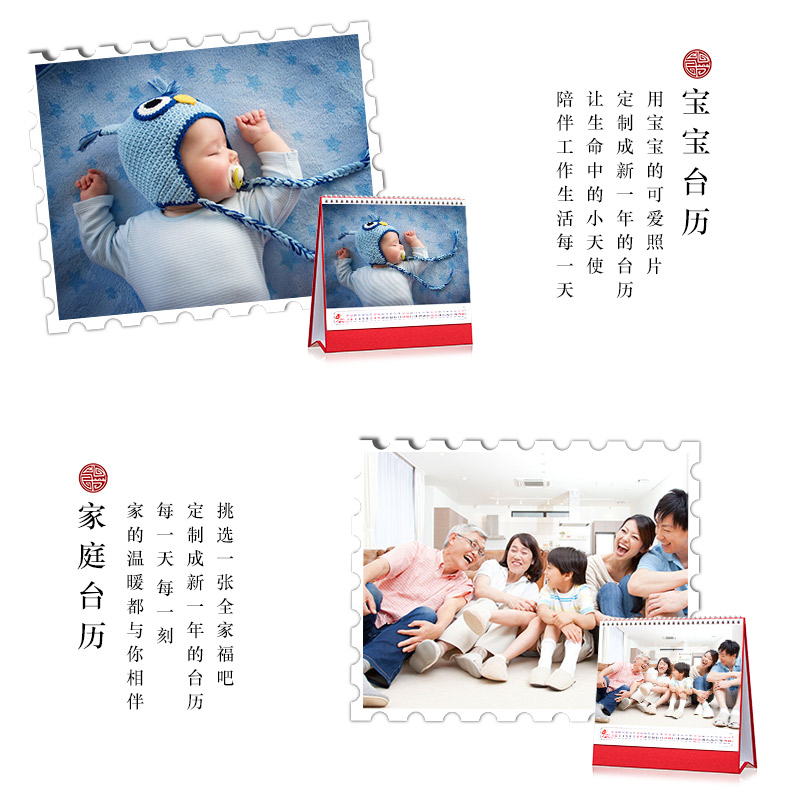 宝宝台历
用宝宝的可爱照片
定制成新一年的台历
让生命中的小天使
陪伴工作生活每一天
家庭台历
挑选一张全家福吧
定制成新一年的台历
每一天 每一刻
家的温暖都与你相伴